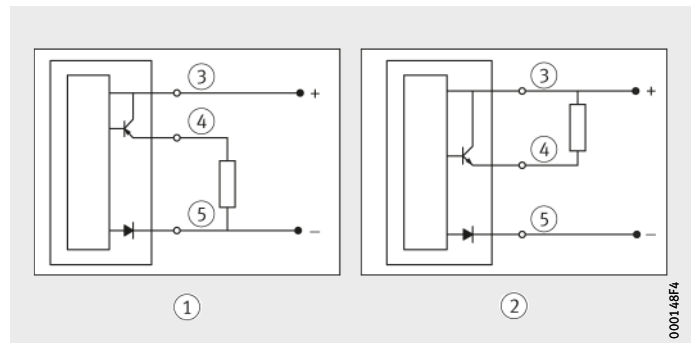 ③ + ③ +
④ ④
⑤ − ⑤ −
① ②
000148F4